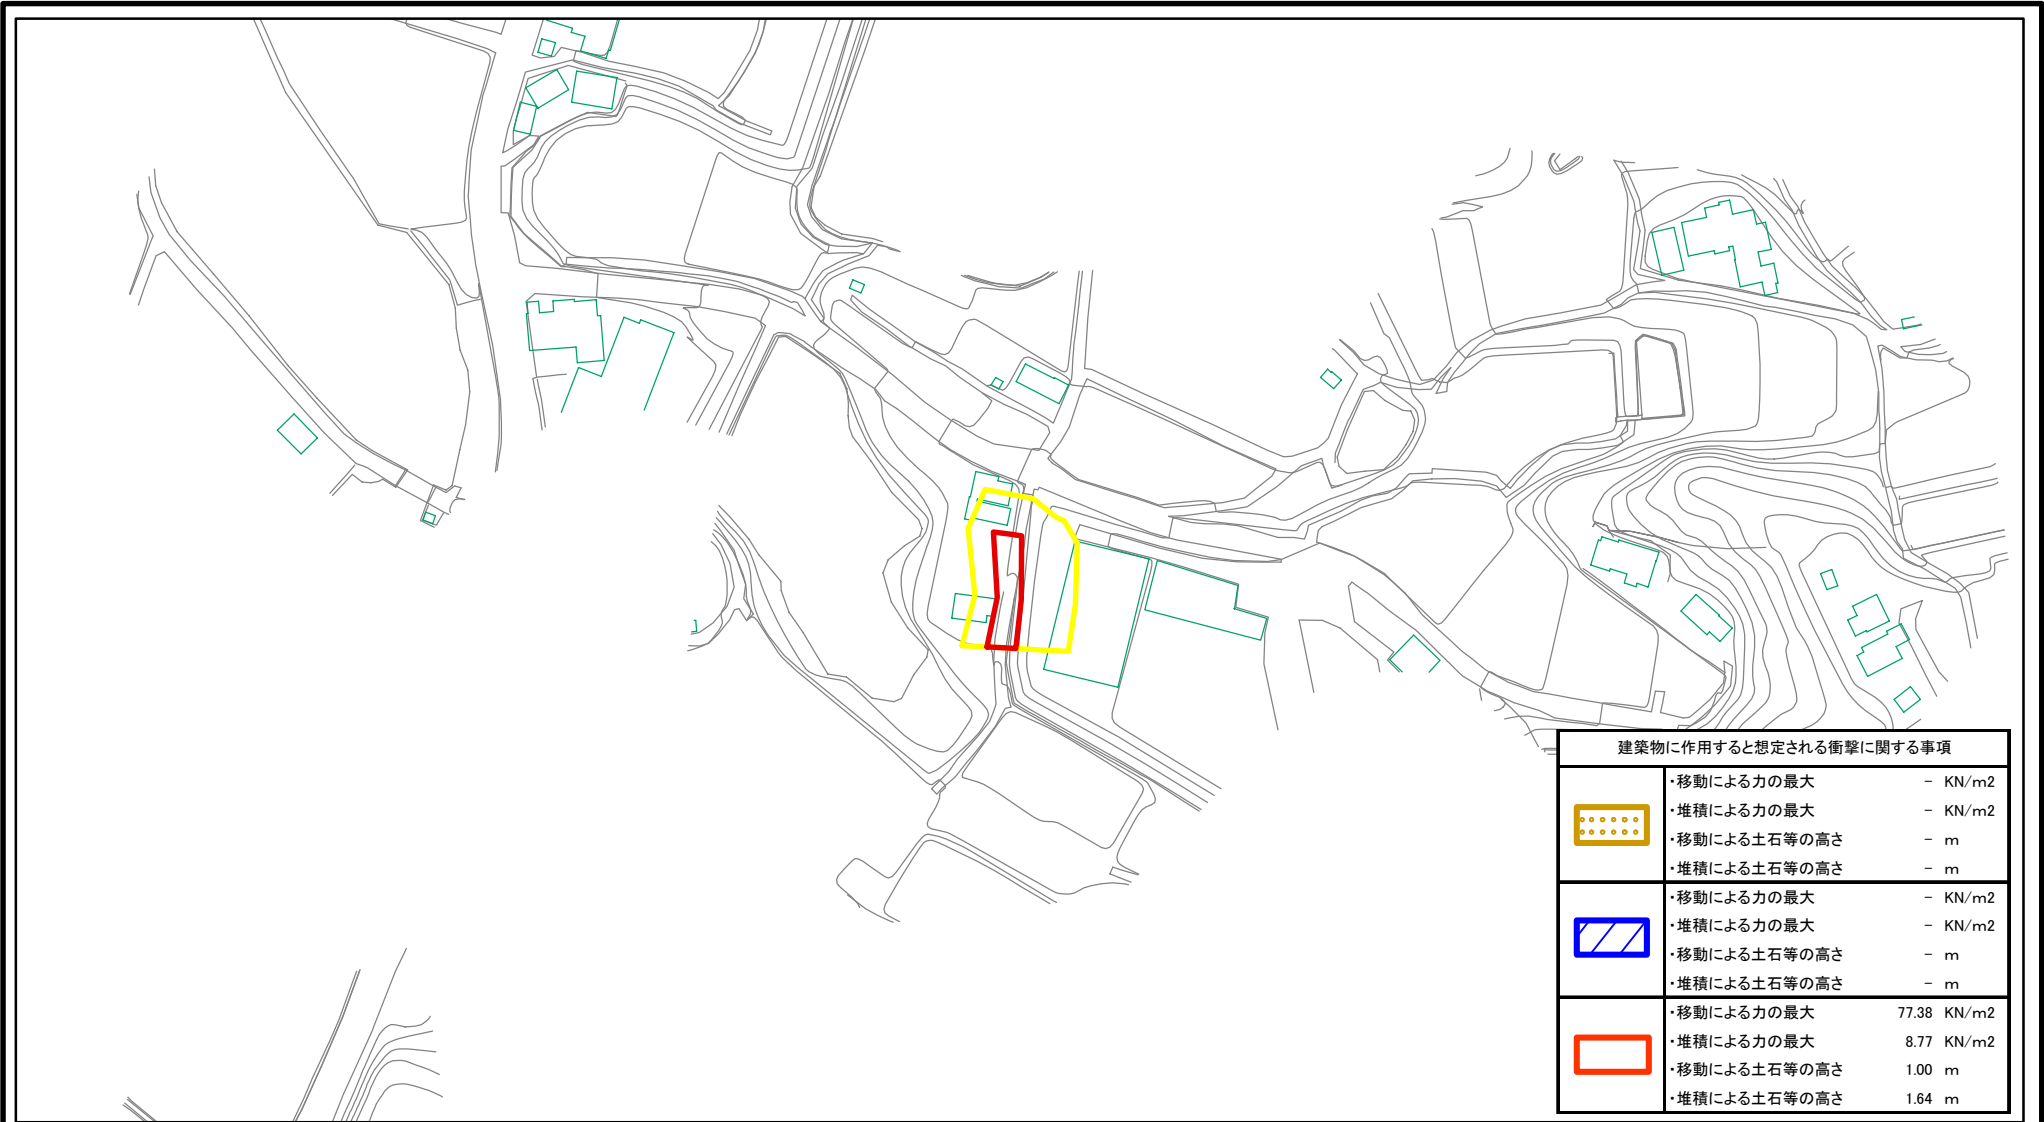 建築物に作用すると想定される衝撃に関する事項
・移動による力の最大 － KN/m2
・堆積による力の最大 － KN/m2
・移動による土石等の高さ － m
・堆積による土石等の高さ － m
・移動による力の最大 － KN/m2
・堆積による力の最大 － KN/m2
・移動による土石等の高さ － m
・堆積による土石等の高さ － m
・移動による力の最大 77.38 KN/m2
・堆積による力の最大 8.77 KN/m2
・移動による土石等の高さ 1.00 m
・堆積による土石等の高さ 1.64 m